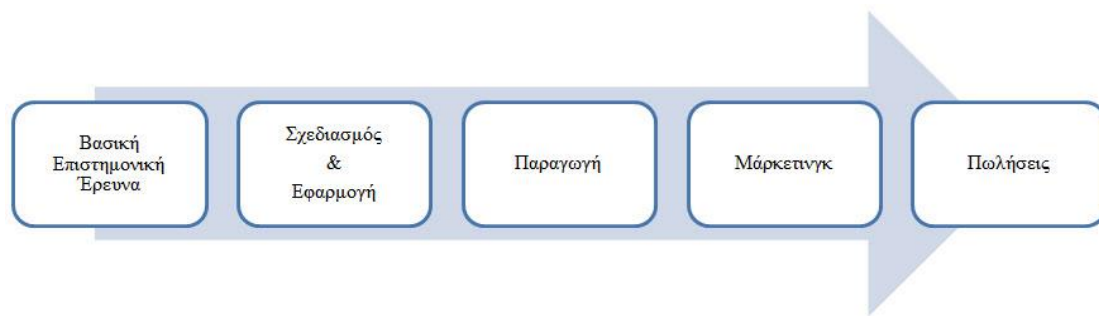 Βασική
Επιστημονική
Έρευνα
Σχεδιασμός
&
Εφαρμογή
Παραγωγή
Μάρκετινγκ
Πωλήσεις